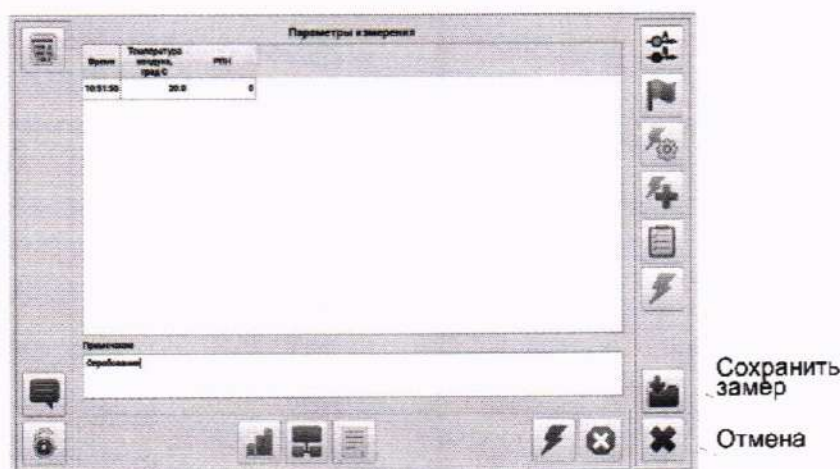 Параметры измерения
Время
Температура
воздуха,
град С
РПН
10:51:50
20.0
0
Примечание
Опробование
Сохранить
замер
Отмена